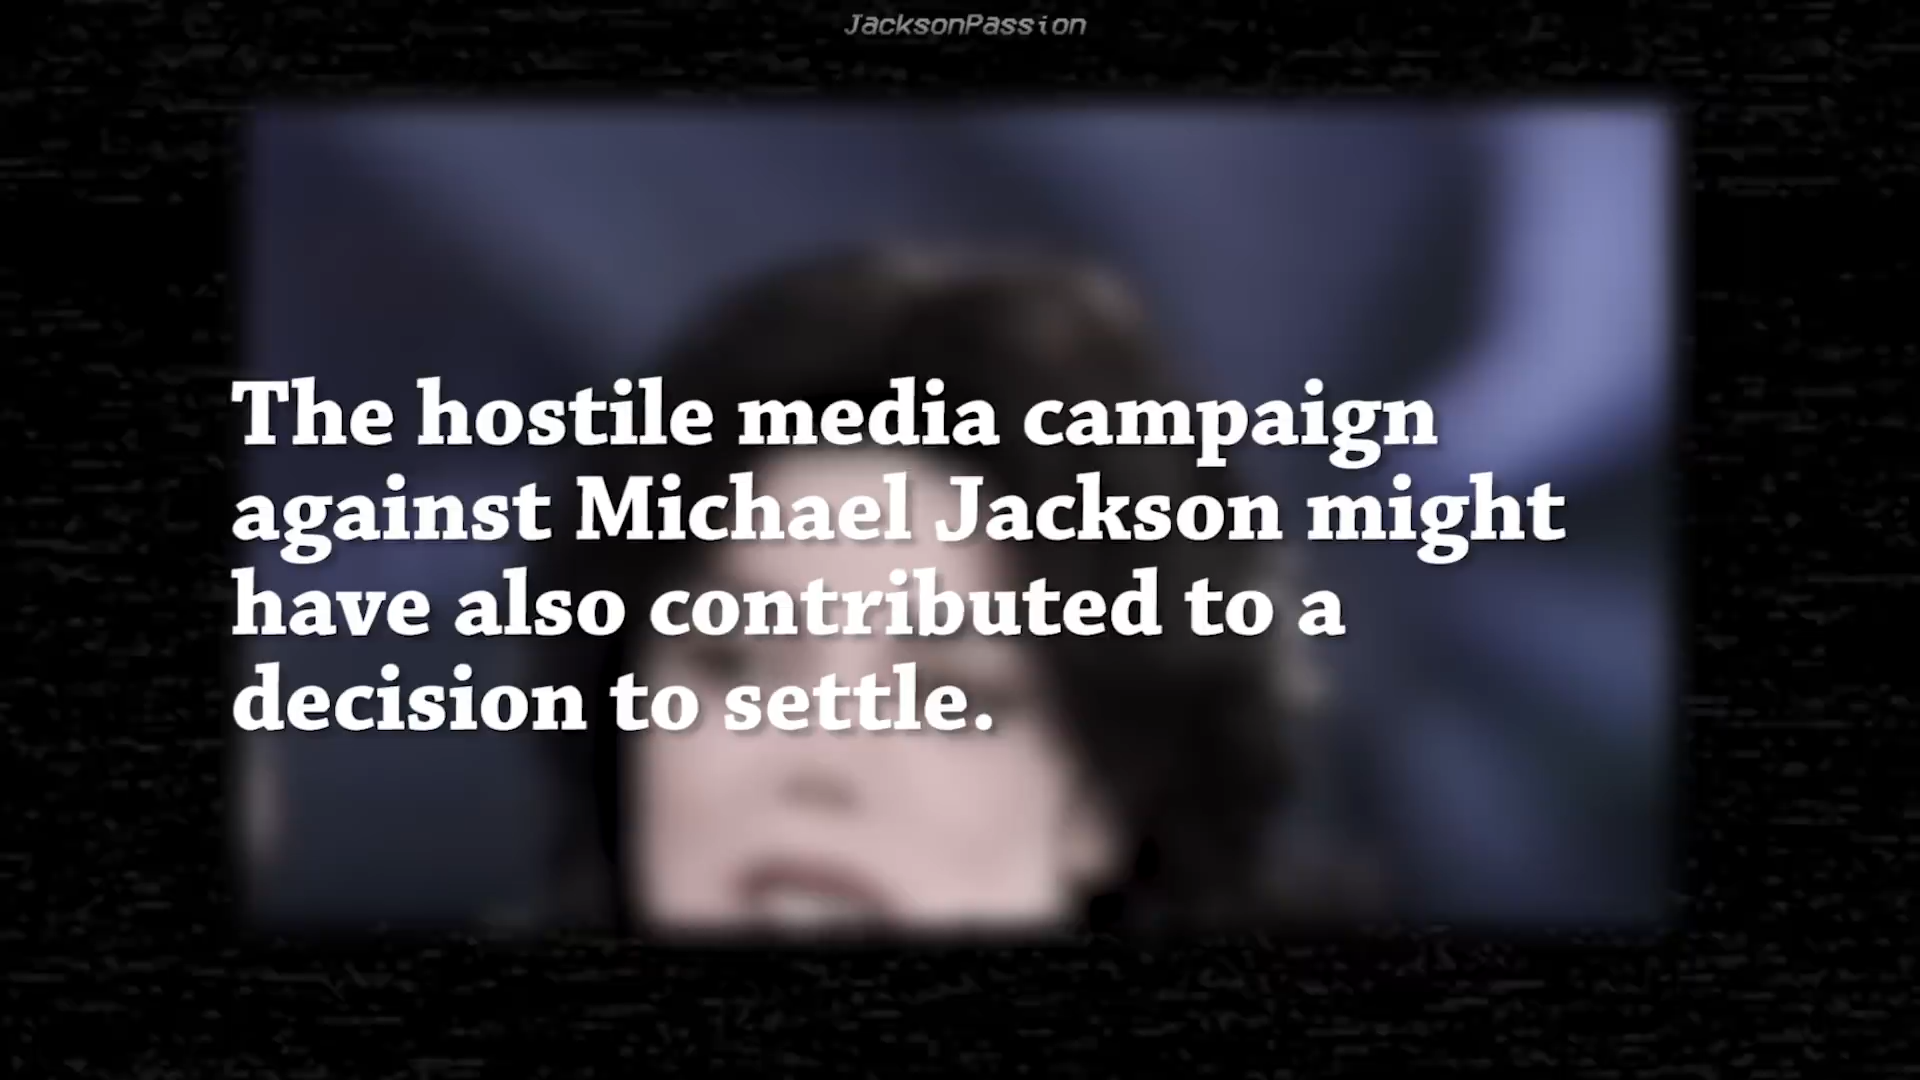 JacksonPassion
The hostile media campaign
against Michael Jackson might
have also contributed to a
decision to settle.